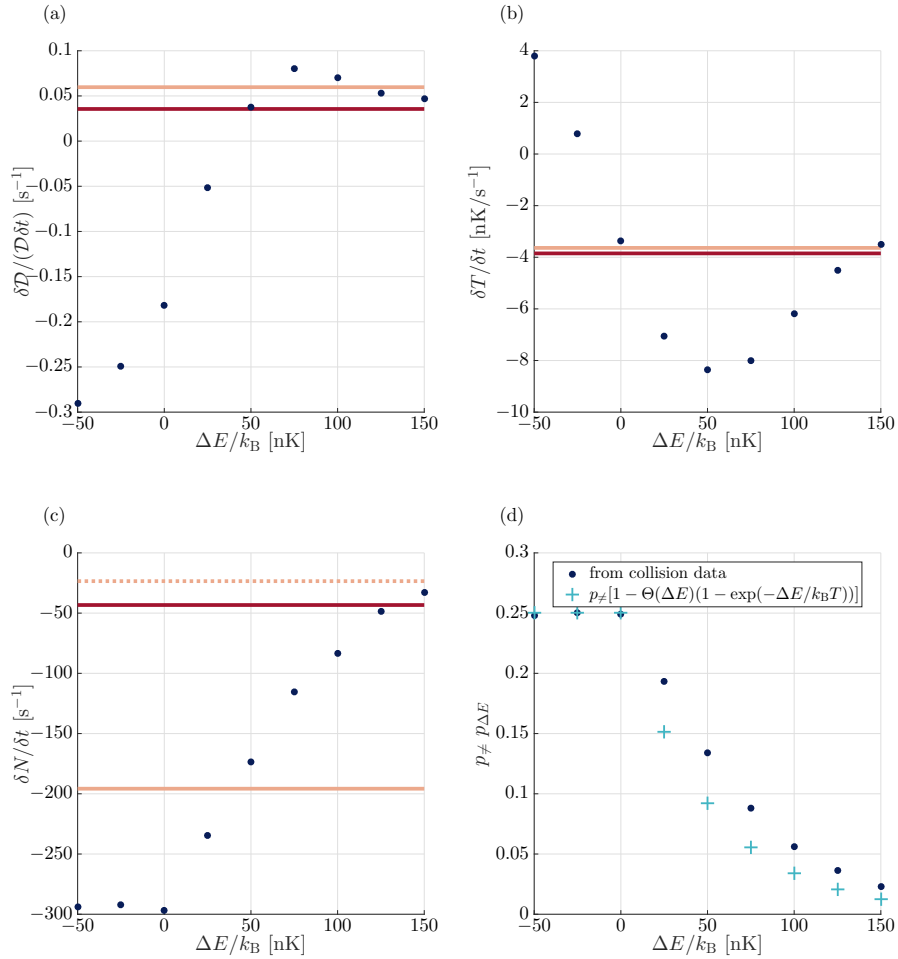 (a)
0.1
0.05
0
−0.05
−0.1
−0.15
−0.2
−0.25
−0.3
δ𝒟/(𝒟δt) [s⁻¹]
−50 0 50 100 150
ΔE/k_B [nK]
(b)
4
2
0
−2
−4
−6
−8
−10
δT/δt [nK/s⁻¹]
−50 0 50 100 150
ΔE/k_B [nK]
(c)
0
−50
−100
−150
−200
−250
−300
δN/δt [s⁻¹]
−50 0 50 100 150
ΔE/k_B [nK]
(d)
0.3
0.25
0.2
0.15
0.1
0.05
0
p_≠ p_ΔE
from collision data
p_≠[1 − Θ(ΔE)(1 − exp(−ΔE/k_BT))]
−50 0 50 100 150
ΔE/k_B [nK]